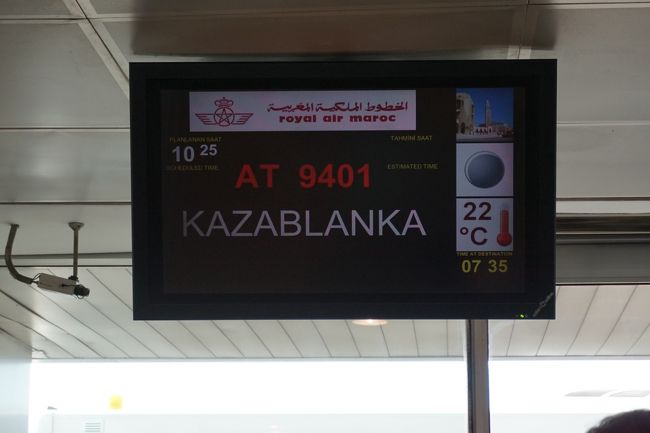 الخطوط الملكية المغربية
royal air maroc
PLANLANAN SAAT
10 25
SCHEDULED TIME
TAHMİNİ SAAT
ESTIMATED TIME
AT 9401
KAZABLANKA
22
°C
TIME AT DESTINATION
07 35